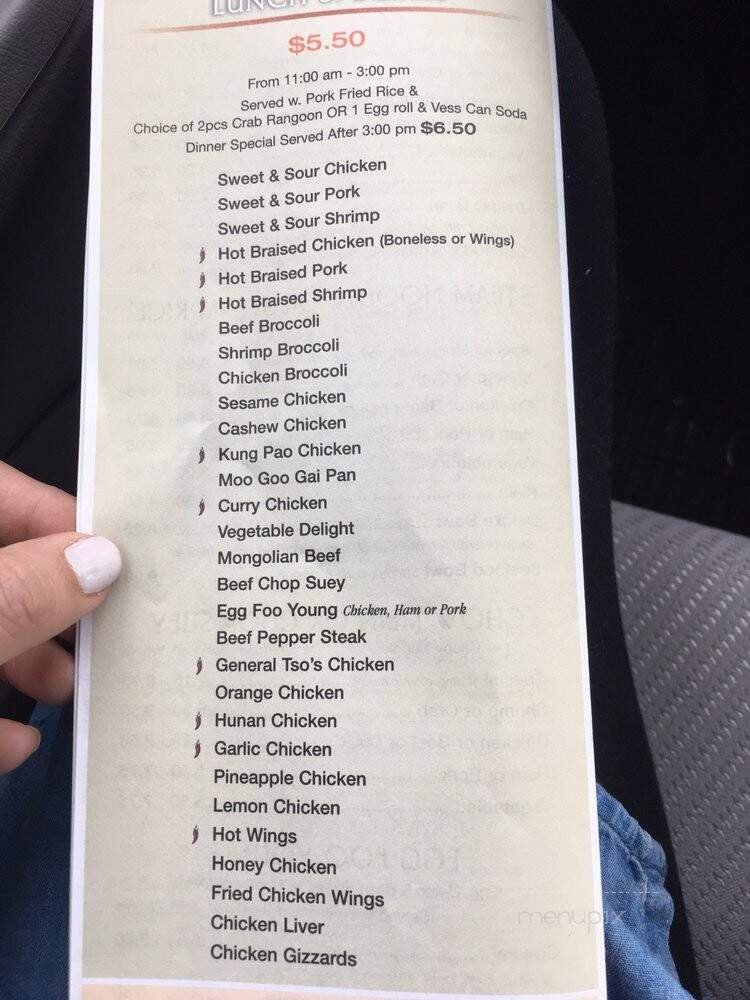 LUNCH
$5.50
From 11:00 am - 3:00 pm
Served w. Pork Fried Rice &
Choice of 2pcs Crab Rangoon OR 1 Egg roll & Vess Can Soda
Dinner Special Served After 3:00 pm $6.50
Sweet & Sour Chicken
Sweet & Sour Pork
Sweet & Sour Shrimp
Hot Braised Chicken (Boneless or Wings)
Hot Braised Pork
Hot Braised Shrimp
Beef Broccoli
Shrimp Broccoli
Chicken Broccoli
Sesame Chicken
Cashew Chicken
Kung Pao Chicken
Moo Goo Gai Pan
Curry Chicken
Vegetable Delight
Mongolian Beef
Beef Chop Suey
Egg Foo Young Chicken, Ham or Pork
Beef Pepper Steak
General Tso's Chicken
Orange Chicken
Hunan Chicken
Garlic Chicken
Pineapple Chicken
Lemon Chicken
Hot Wings
Honey Chicken
Fried Chicken Wings
Chicken Liver
Chicken Gizzards
menupix